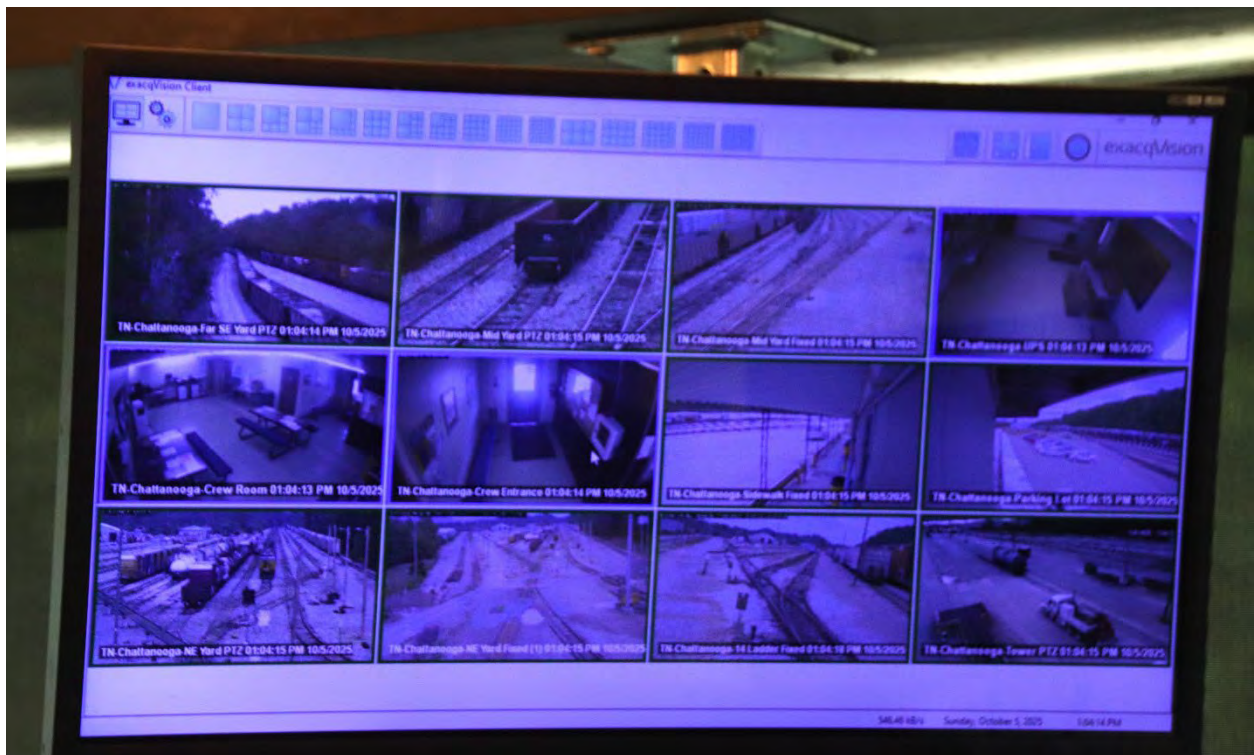 exacqVision Client
exacqVision
TN-Chattanooga-Far SE Yard PTZ 01:04:14 PM 10/5/2025
TN-Chattanooga-Mid Yard PTZ 01:04:15 PM 10/5/2025
TN-Chattanooga-Mid Yard Fixed 01:04:15 PM 10/5/2025
TN-Chattanooga-UPS 01:04:13 PM 10/5/2025
TN-Chattanooga-Crew Room 01:04:13 PM 10/5/2025
TN-Chattanooga-Crew Entrance 01:04:14 PM 10/5/2025
TN-Chattanooga-Sidewalk Fixed 01:04:15 PM 10/5/2025
TN-Chattanooga-Parking Lot 01:04:15 PM 10/5/2025
TN-Chattanooga-NE Yard PTZ 01:04:15 PM 10/5/2025
TN-Chattanooga-NE Yard Fixed (1) 01:04:15 PM 10/5/2025
TN-Chattanooga-14 Ladder Fixed 01:04:10 PM 10/5/2025
TN-Chattanooga-Tower PTZ 01:04:15 PM 10/5/2025
Sunday, October 5, 2025
1:04:14 PM